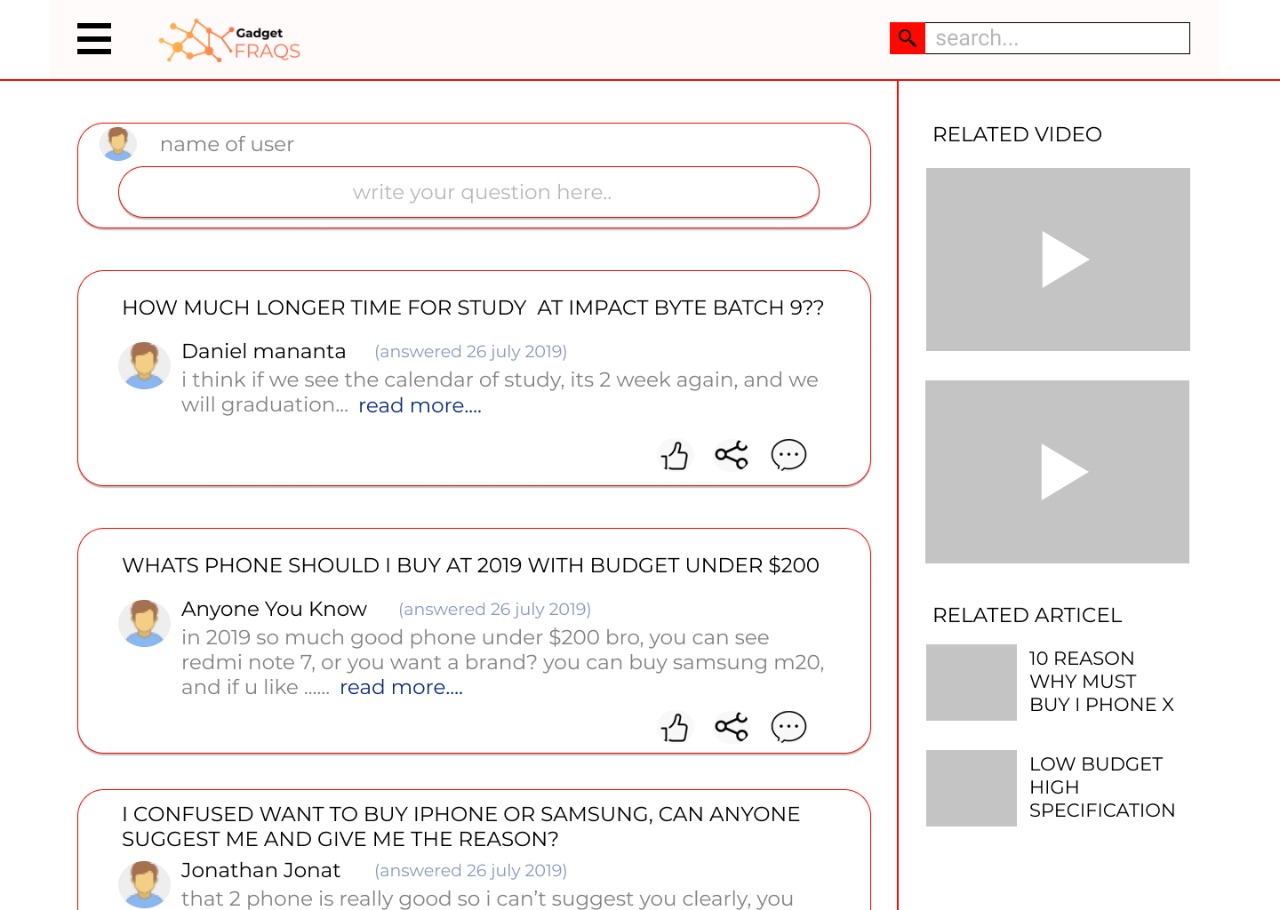 Gadget
FRAQS
search...
name of user
write your question here..
HOW MUCH LONGER TIME FOR STUDY  AT IMPACT BYTE BATCH 9??
Daniel mananta (answered 26 july 2019)
i think if we see the calendar of study, its 2 week again, and we
will graduation... read more....
WHATS PHONE SHOULD I BUY AT 2019 WITH BUDGET UNDER $200
Anyone You Know (answered 26 july 2019)
in 2019 so much good phone under $200 bro, you can see
redmi note 7, or you want a brand? you can buy samsung m20,
and if u like ...... read more....
I CONFUSED WANT TO BUY IPHONE OR SAMSUNG, CAN ANYONE
SUGGEST ME AND GIVE ME THE REASON?
Jonathan Jonat (answered 26 july 2019)
that 2 phone is really good so i can't suggest you clearly, you
RELATED VIDEO
RELATED ARTICEL
10 REASON
WHY MUST
BUY I PHONE X
LOW BUDGET
HIGH
SPECIFICATION